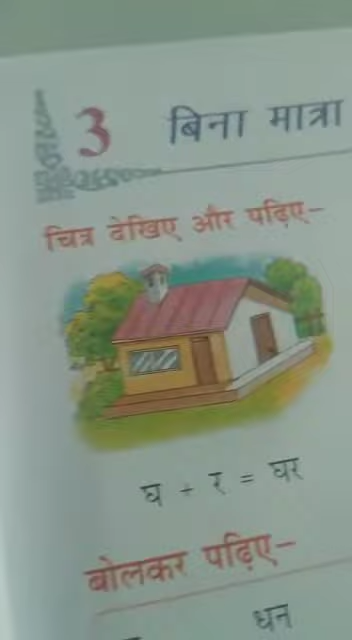 3 बिना मात्रा
चित्र देखिए और पढ़िए–
घ + र = घर
बोलकर पढ़िए–
धन